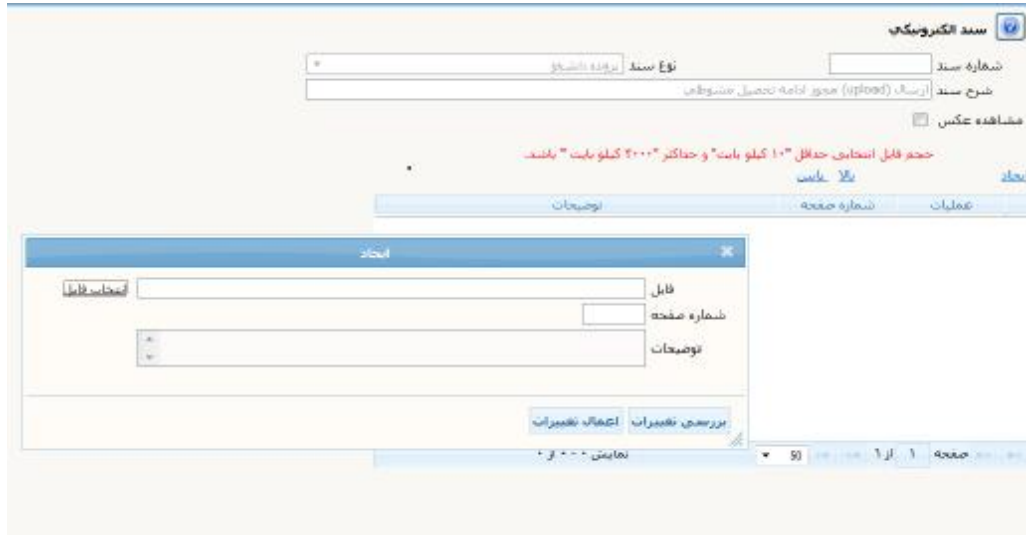 سند الکترونیکی
شماره سند
نوع سند پرونده دانشجو
شرح سند ارسال (upload) مجوز ادامه تحصیل مشروطی
مشاهده عکس
حجم فایل انتخابی حداقل "۱۰ کیلو بایت" و حداکثر "۲۰۰۰ کیلو بایت " باشد.
ایجاد بالا پایین
عملیات شماره صفحه توضیحات
ایجاد
فایل انتخاب فایل
شماره صفحه
توضیحات
بررسی تغییرات اعمال تغییرات
صفحه ۱ از ۱ 50 نمایش ۰ - ۰ از ۰